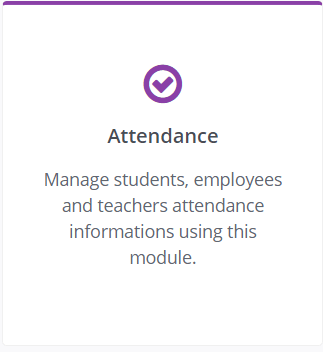 Attendance
Manage students, employees
and teachers attendance
informations using this
module.